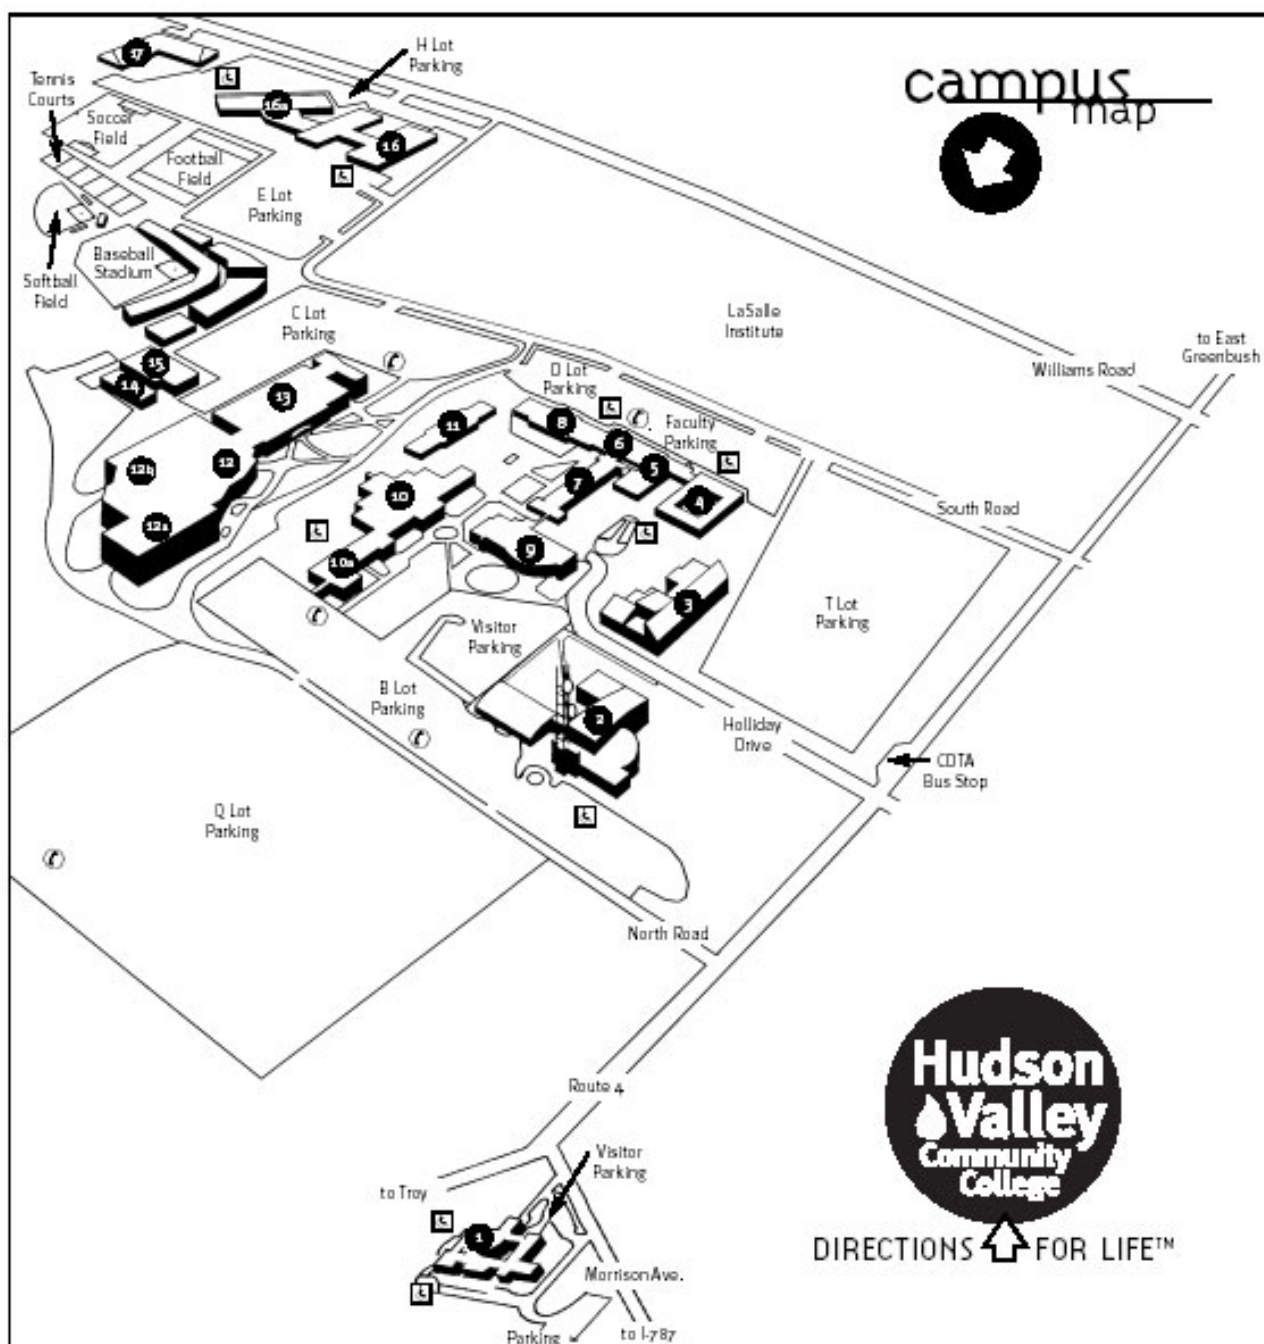 campus
map
17
H Lot
Parking
Tennis
Courts
16a
Soccer
Field
16
Football
Field
E Lot
Parking
Baseball
Stadium
Softball
Field
C Lot
Parking
LaSalle
Institute
to East
Greenbush
Williams Road
15
14
13
D Lot
Parking
11
8
Faculty
Parking
6
5
12b
12
7
4
10
South Road
12a
9
10a
3
T Lot
Parking
Visitor
Parking
B Lot
Parking
2
Holliday
Drive
CDTA
Bus Stop
Q Lot
Parking
North Road
Route 4
Visitor
Parking
to Troy
1
Morrison Ave.
Parking
to I-787
Hudson
Valley
Community
College
DIRECTIONS FOR LIFE™